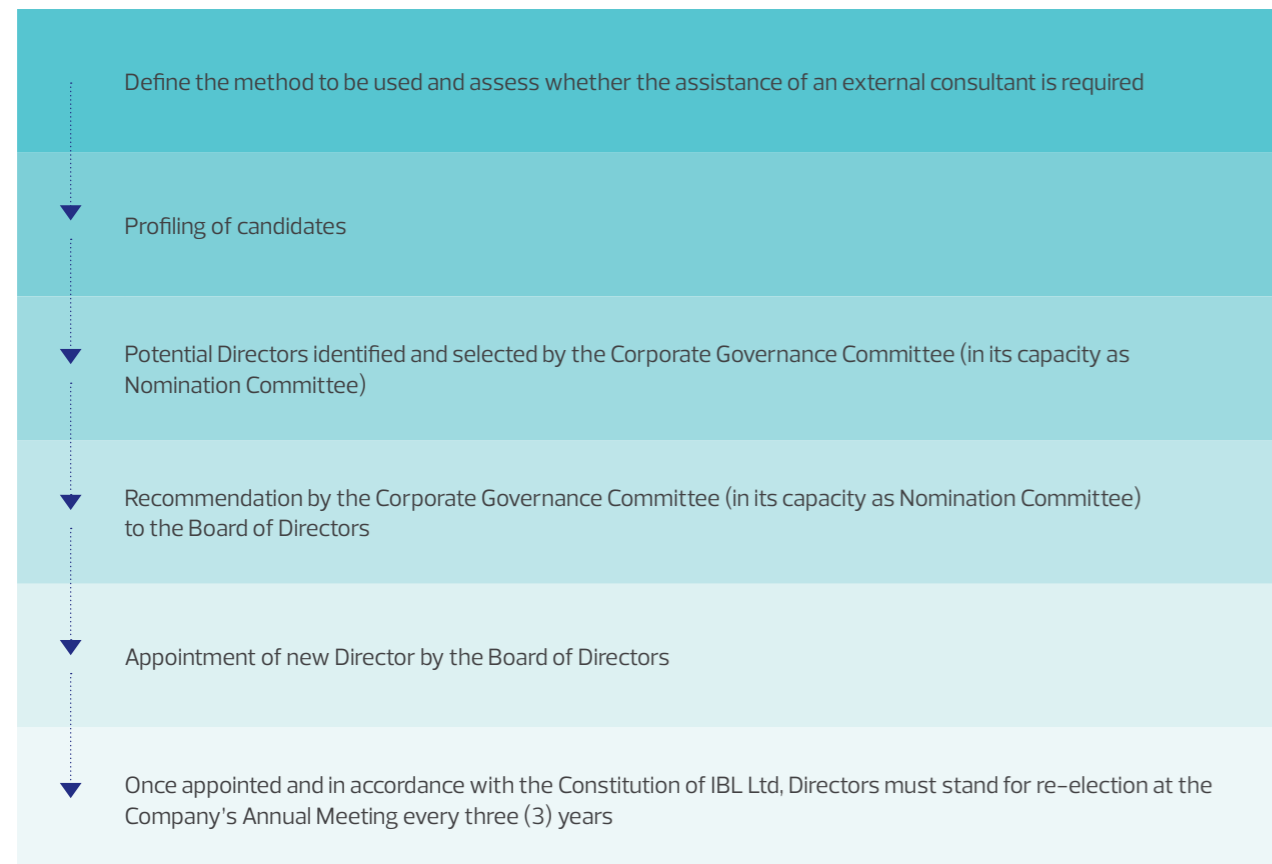 Define the method to be used and assess whether the assistance of an external consultant is required
Profiling of candidates
Potential Directors identified and selected by the Corporate Governance Committee (in its capacity as
Nomination Committee)
Recommendation by the Corporate Governance Committee (in its capacity as Nomination Committee)
to the Board of Directors
Appointment of new Director by the Board of Directors
Once appointed and in accordance with the Constitution of IBL Ltd, Directors must stand for re-election at the
Company's Annual Meeting every three (3) years